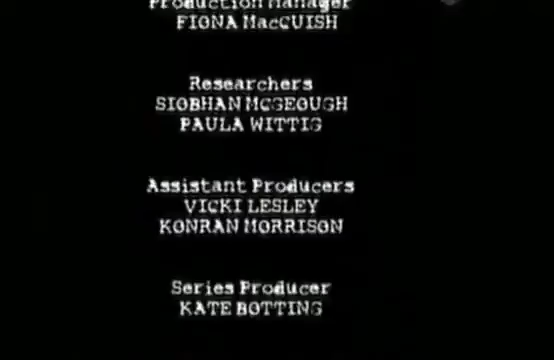 Production Manager
FIONA MacCUISH
Researchers
SIOBHAN MCGEOUGH
PAULA WITTIG
Assistant Producers
VICKI LESLEY
KONRAN MORRISON
Series Producer
KATE BOTTING